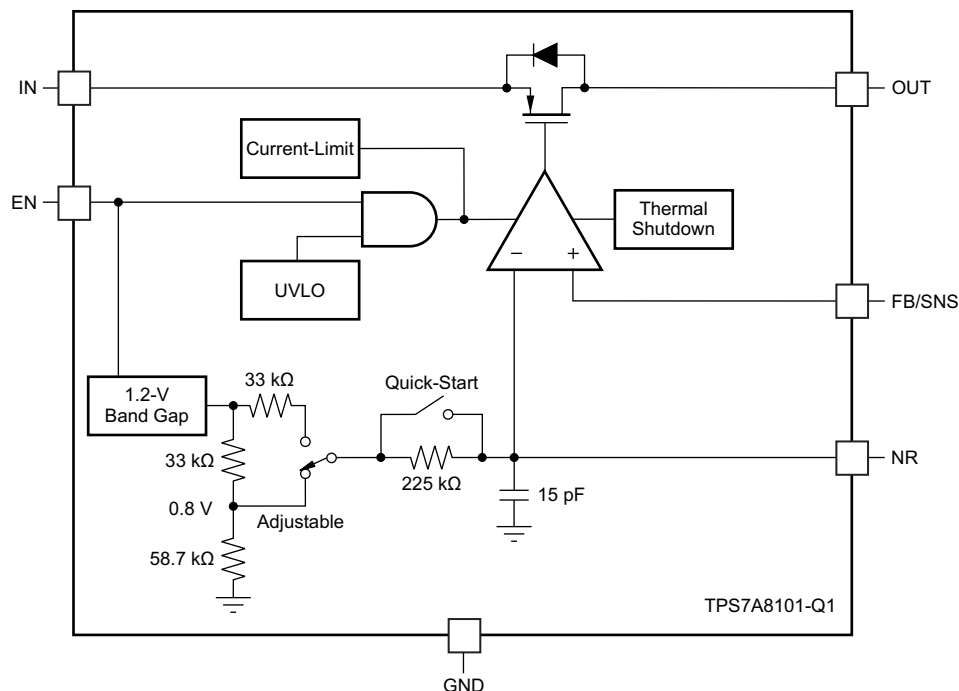 IN
OUT
Current-Limit
EN
Thermal
Shutdown
−
+
UVLO
FB/SNS
1.2-V
Band Gap
33 kΩ
Quick-Start
33 kΩ
225 kΩ
NR
15 pF
0.8 V
Adjustable
58.7 kΩ
TPS7A8101-Q1
GND